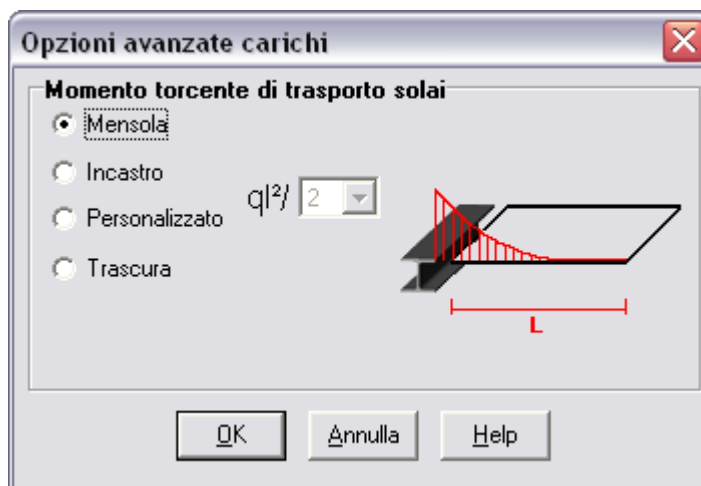 Opzioni avanzate carichi
Momento torcente di trasporto solai
Mensola
Incastro
ql²/ 2
Personalizzato
Trascura
L
OK Annulla Help